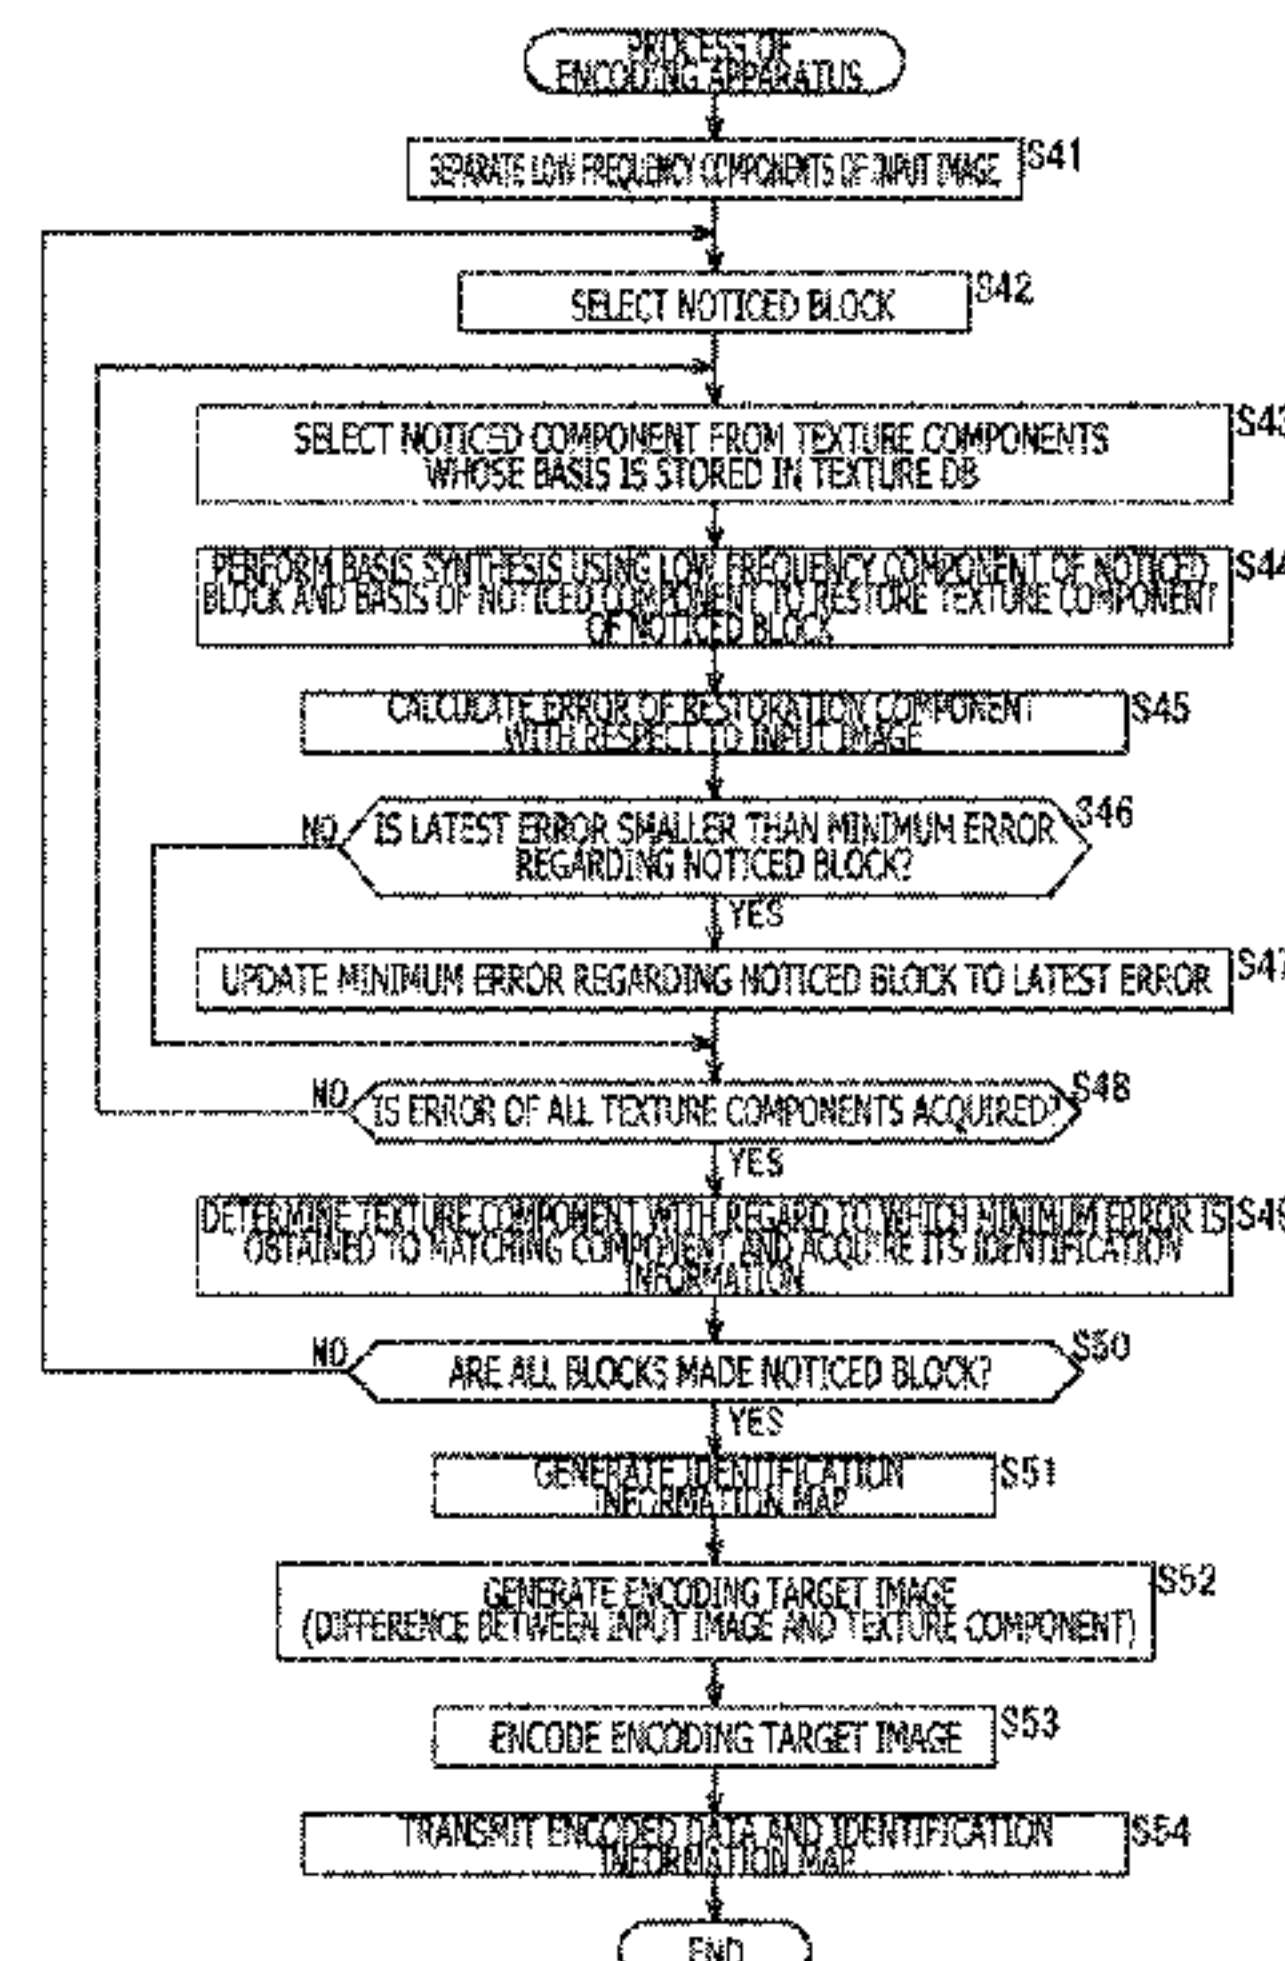 PROCESS OF
ENCODING APPARATUS
SEPARATE LOW FREQUENCY COMPONENTS OF INPUT IMAGE
S41
SELECT NOTICED BLOCK
S42
SELECT NOTICED COMPONENT FROM TEXTURE COMPONENTS
WHOSE BASIS IS STORED IN TEXTURE DB
S43
PERFORM BASIS SYNTHESIS USING LOW FREQUENCY COMPONENT OF NOTICED
BLOCK AND BASIS OF NOTICED COMPONENT TO RESTORE TEXTURE COMPONENT
OF NOTICED BLOCK
S44
CALCULATE ERROR OF RESTORATION COMPONENT
WITH RESPECT TO INPUT IMAGE
S45
IS LATEST ERROR SMALLER THAN MINIMUM ERROR
REGARDING NOTICED BLOCK?
S46
NO
YES
UPDATE MINIMUM ERROR REGARDING NOTICED BLOCK TO LATEST ERROR
S47
IS ERROR OF ALL TEXTURE COMPONENTS ACQUIRED?
S48
NO
YES
DETERMINE TEXTURE COMPONENT WITH REGARD TO WHICH MINIMUM ERROR IS
OBTAINED TO MATCHING COMPONENT AND ACQUIRE ITS IDENTIFICATION
INFORMATION
S49
ARE ALL BLOCKS MADE NOTICED BLOCK?
S50
NO
YES
GENERATE IDENTIFICATION
INFORMATION MAP
S51
GENERATE ENCODING TARGET IMAGE
(DIFFERENCE BETWEEN INPUT IMAGE AND TEXTURE COMPONENT)
S52
ENCODE ENCODING TARGET IMAGE
S53
TRANSMIT ENCODED DATA AND IDENTIFICATION
INFORMATION MAP
S54
END